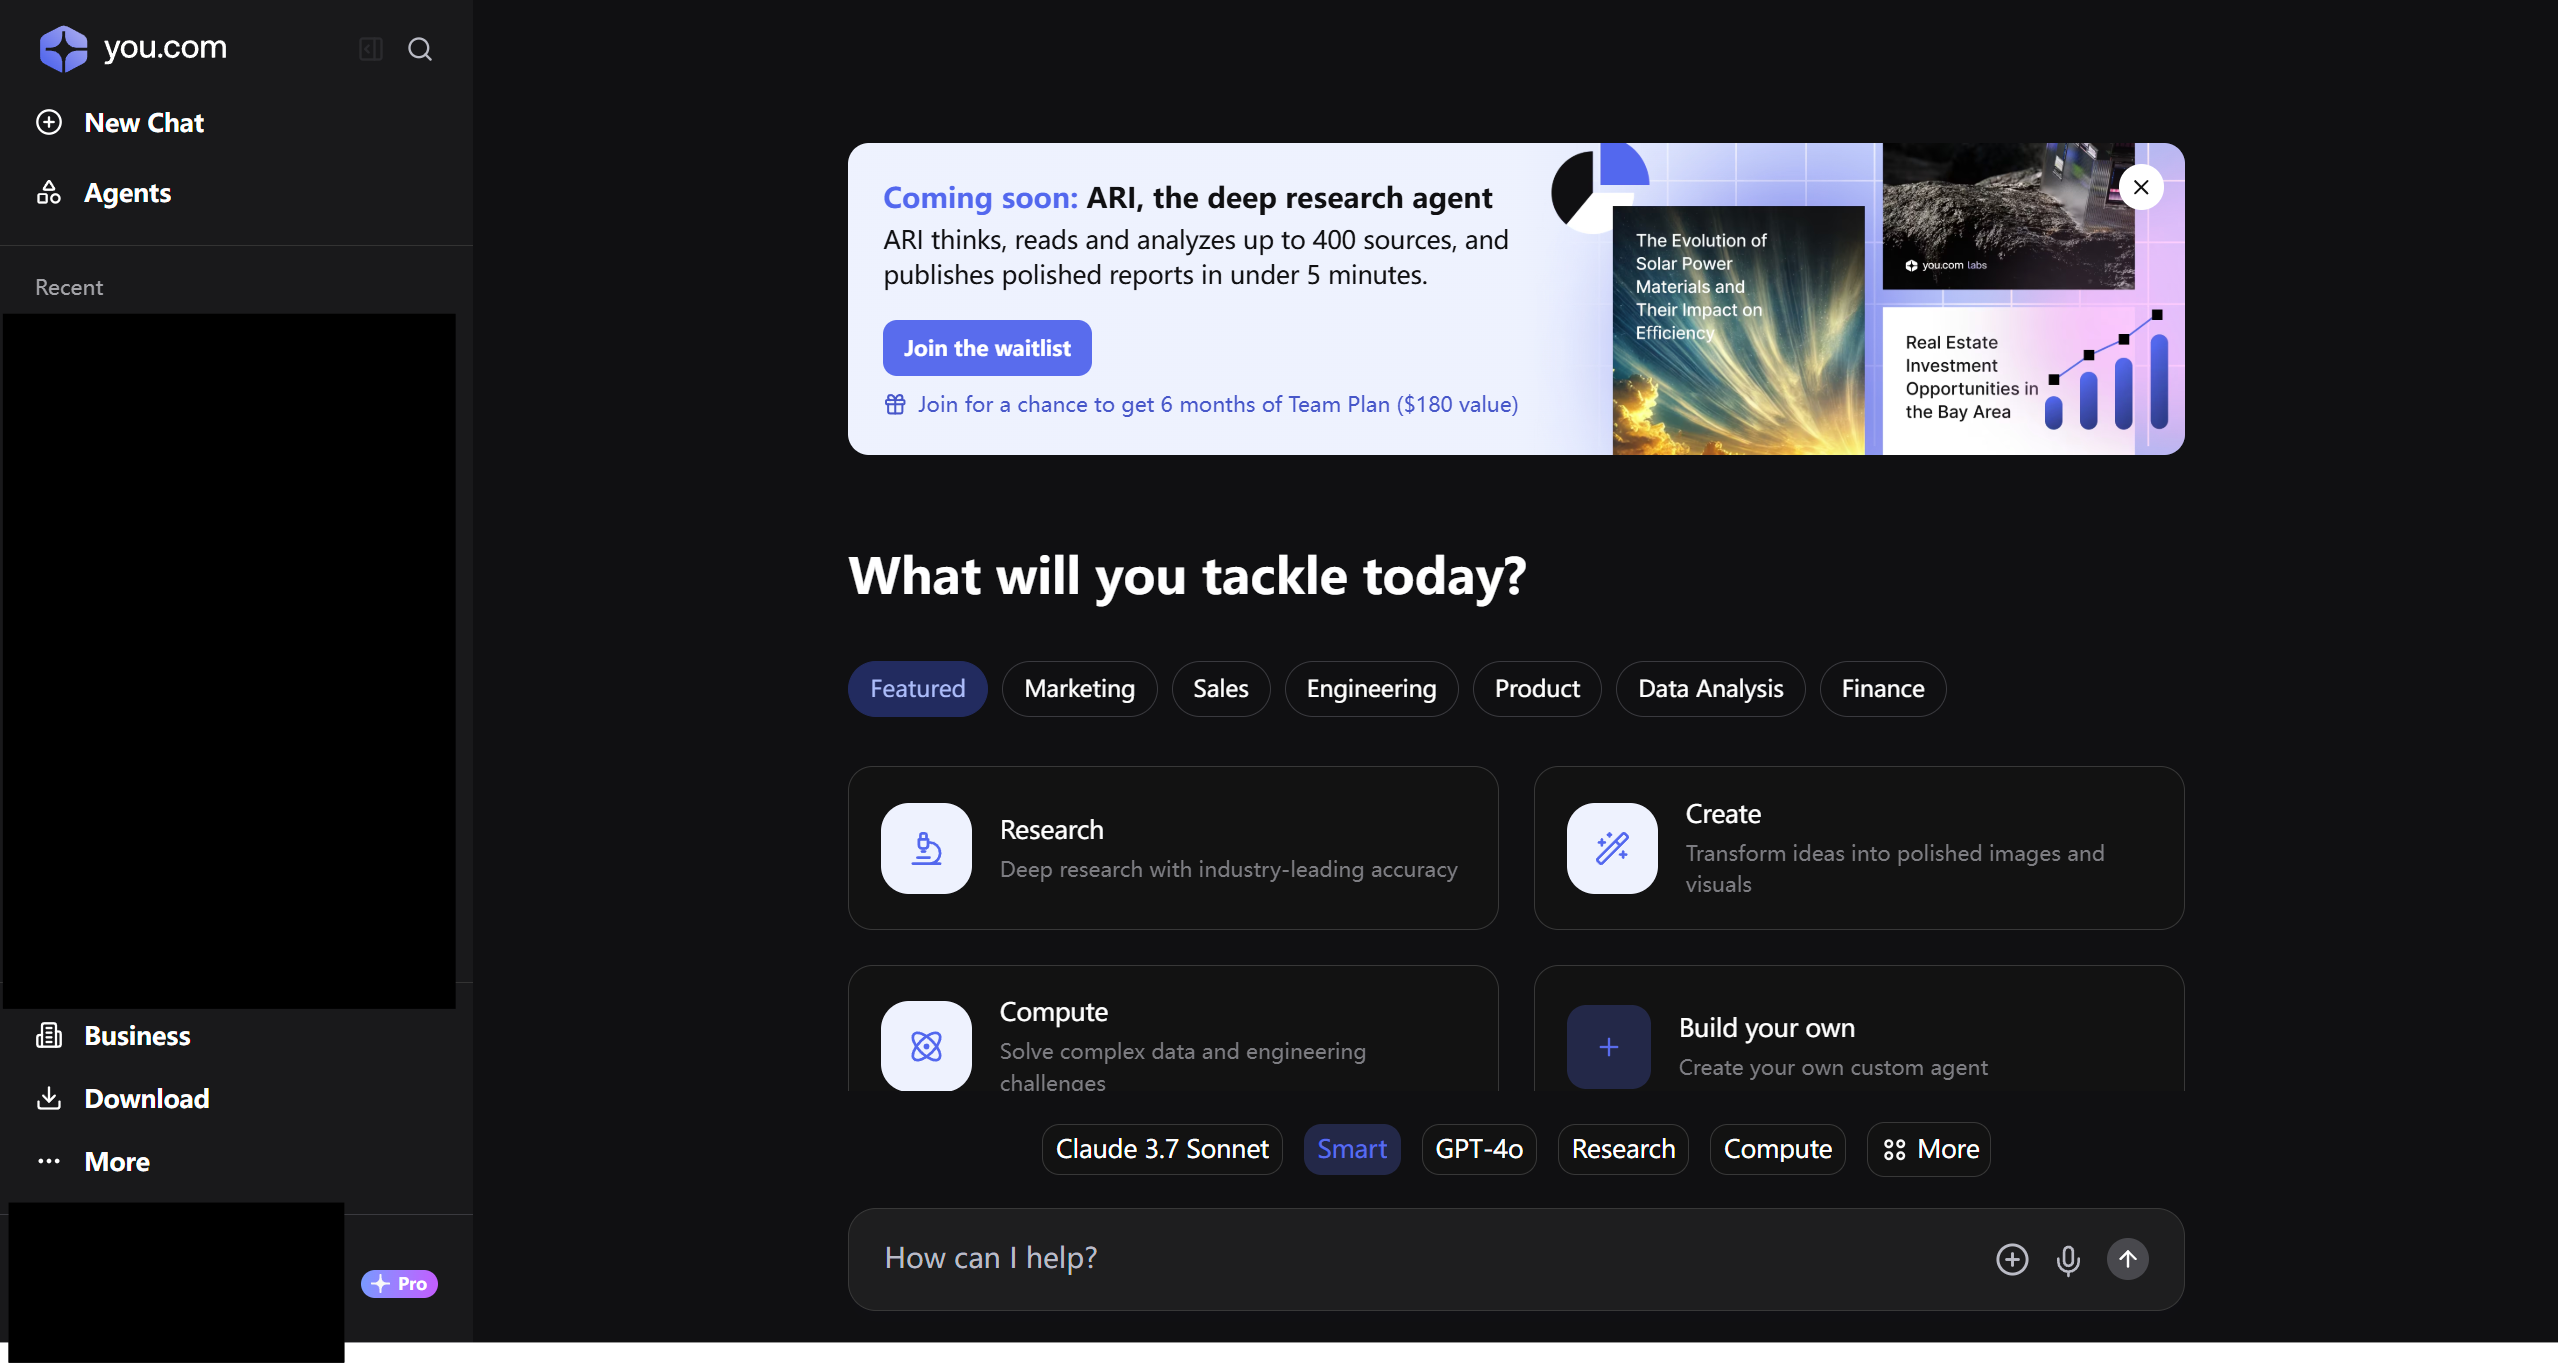 you.com
New Chat
Agents
Recent
Business
Download
More
Pro
Coming soon: ARI, the deep research agent
ARI thinks, reads and analyzes up to 400 sources, and
publishes polished reports in under 5 minutes.
Join the waitlist
Join for a chance to get 6 months of Team Plan ($180 value)
The Evolution of
Solar Power
Materials and
Their Impact on
Efficiency
you.com labs
Real Estate
Investment
Opportunities in
the Bay Area
What will you tackle today?
Featured
Marketing
Sales
Engineering
Product
Data Analysis
Finance
Research
Deep research with industry-leading accuracy
Create
Transform ideas into polished images and
visuals
Compute
Solve complex data and engineering
challenges
Build your own
Create your own custom agent
Claude 3.7 Sonnet
Smart
GPT-4o
Research
Compute
More
How can I help?